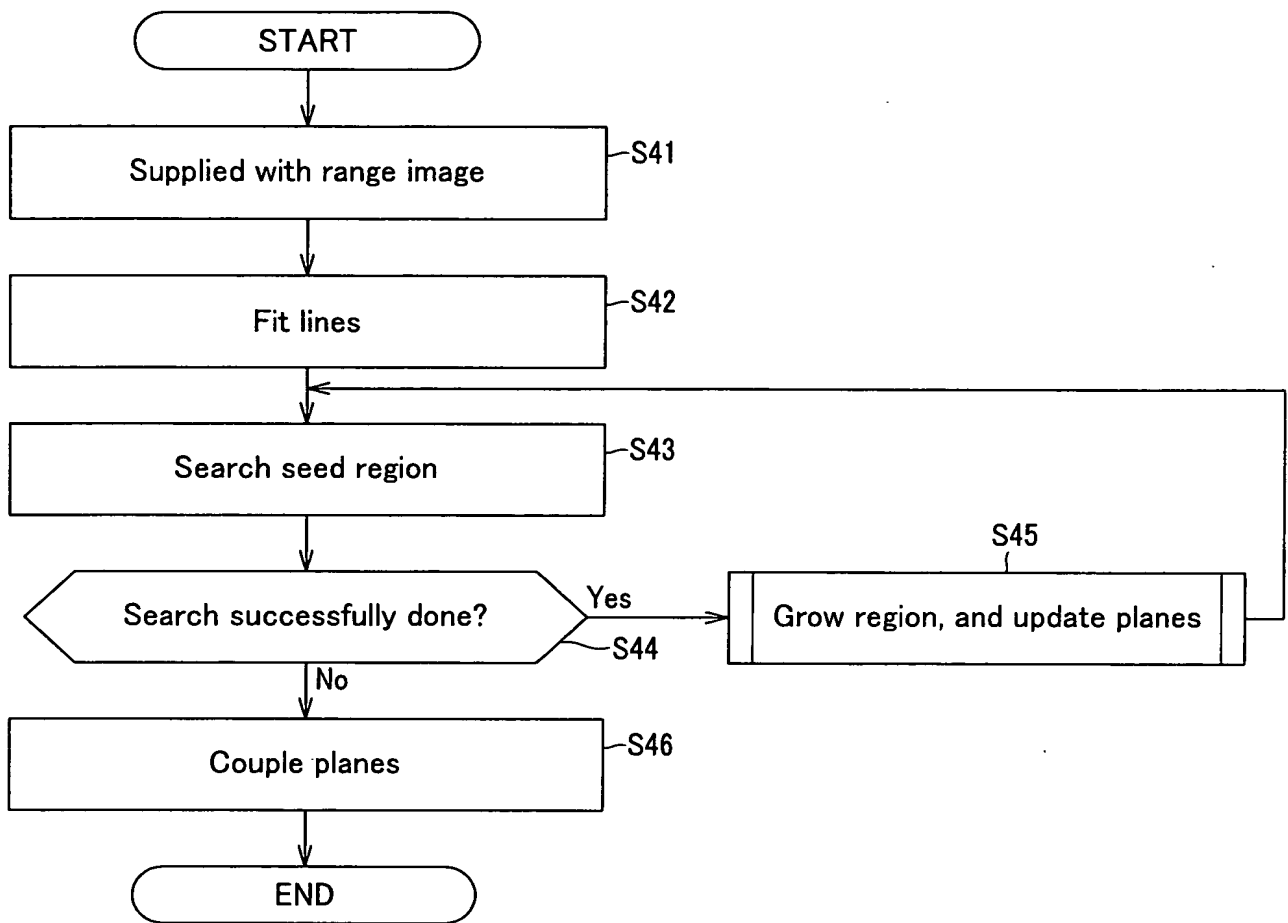 START
Supplied with range image
S41
Fit lines
S42
Search seed region
S43
Search successfully done?
S44
Yes
Grow region, and update planes
S45
No
Couple planes
S46
END